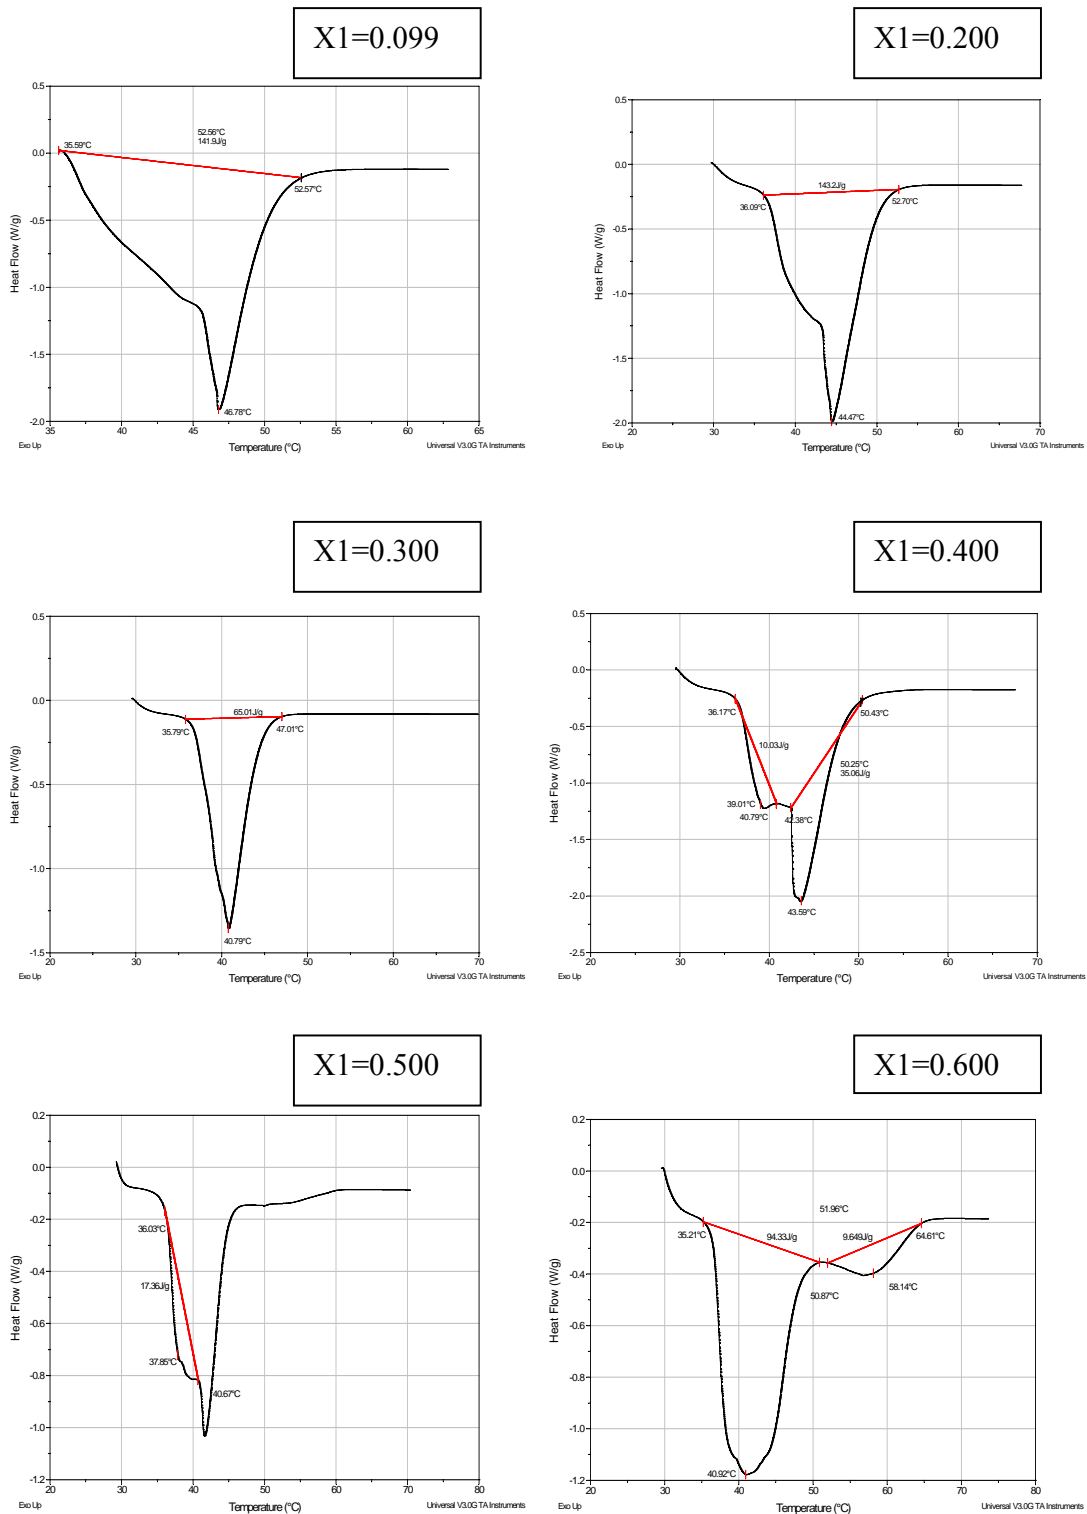 X1=0.099
0.5
0.0
-0.5
-1.0
-1.5
-2.0
Heat Flow (W/g)
35.59°C
52.56°C
141.9J/g
52.57°C
46.78°C
35 40 45 50 55 60 65
Exo Up Temperature (°C) Universal V3.0G TA Instruments
X1=0.200
0.5
0.0
-0.5
-1.0
-1.5
-2.0
Heat Flow (W/g)
143.2J/g
36.09°C
52.70°C
44.47°C
20 30 40 50 60 70
Exo Up Temperature (°C) Universal V3.0G TA Instruments
X1=0.300
0.5
0.0
-0.5
-1.0
-1.5
Heat Flow (W/g)
65.01J/g
35.79°C
47.01°C
40.79°C
20 30 40 50 60 70
Exo Up Temperature (°C) Universal V3.0G TA Instruments
X1=0.400
0.5
0.0
-0.5
-1.0
-1.5
-2.0
-2.5
Heat Flow (W/g)
36.17°C
50.43°C
10.03J/g
50.25°C
35.06J/g
39.01°C
40.79°C
42.38°C
43.59°C
20 30 40 50 60 70
Exo Up Temperature (°C) Universal V3.0G TA Instruments
X1=0.500
0.2
0.0
-0.2
-0.4
-0.6
-0.8
-1.0
-1.2
Heat Flow (W/g)
36.03°C
17.36J/g
37.85°C
40.67°C
20 30 40 50 60 70 80
Exo Up Temperature (°C) Universal V3.0G TA Instruments
X1=0.600
0.2
0.0
-0.2
-0.4
-0.6
-0.8
-1.0
-1.2
Heat Flow (W/g)
51.96°C
35.21°C
94.33J/g
9.649J/g
64.61°C
50.87°C
58.14°C
40.92°C
20 30 40 50 60 70 80
Exo Up Temperature (°C) Universal V3.0G TA Instruments